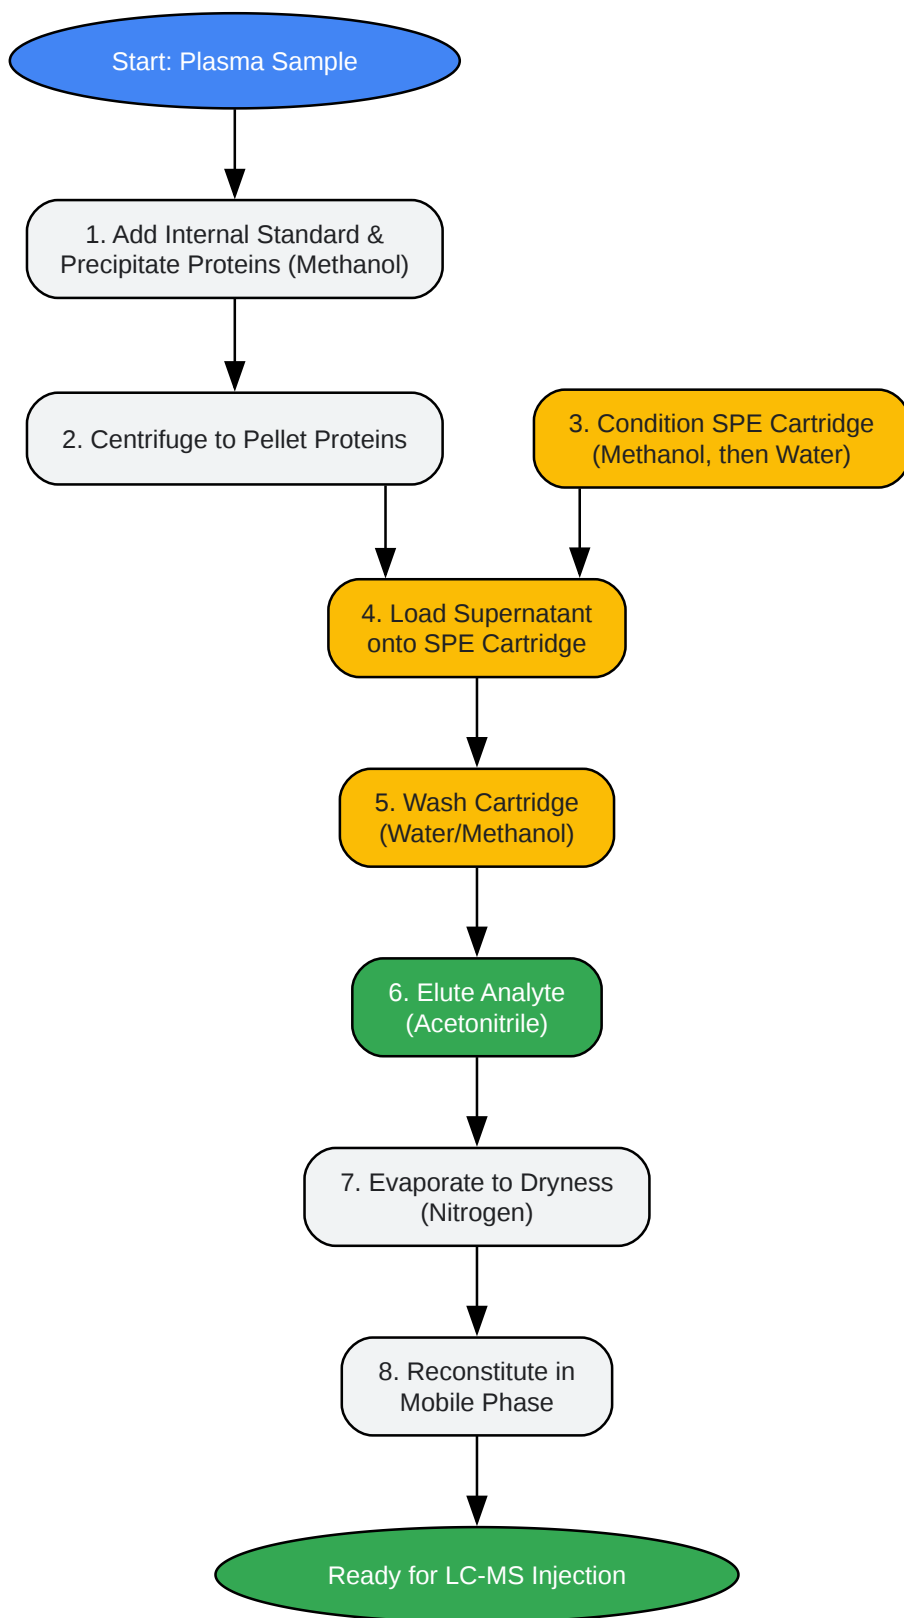 Start: Plasma Sample
1. Add Internal Standard &
Precipitate Proteins (Methanol)
2. Centrifuge to Pellet Proteins
3. Condition SPE Cartridge
(Methanol, then Water)
4. Load Supernatant
onto SPE Cartridge
5. Wash Cartridge
(Water/Methanol)
6. Elute Analyte
(Acetonitrile)
7. Evaporate to Dryness
(Nitrogen)
8. Reconstitute in
Mobile Phase
Ready for LC-MS Injection